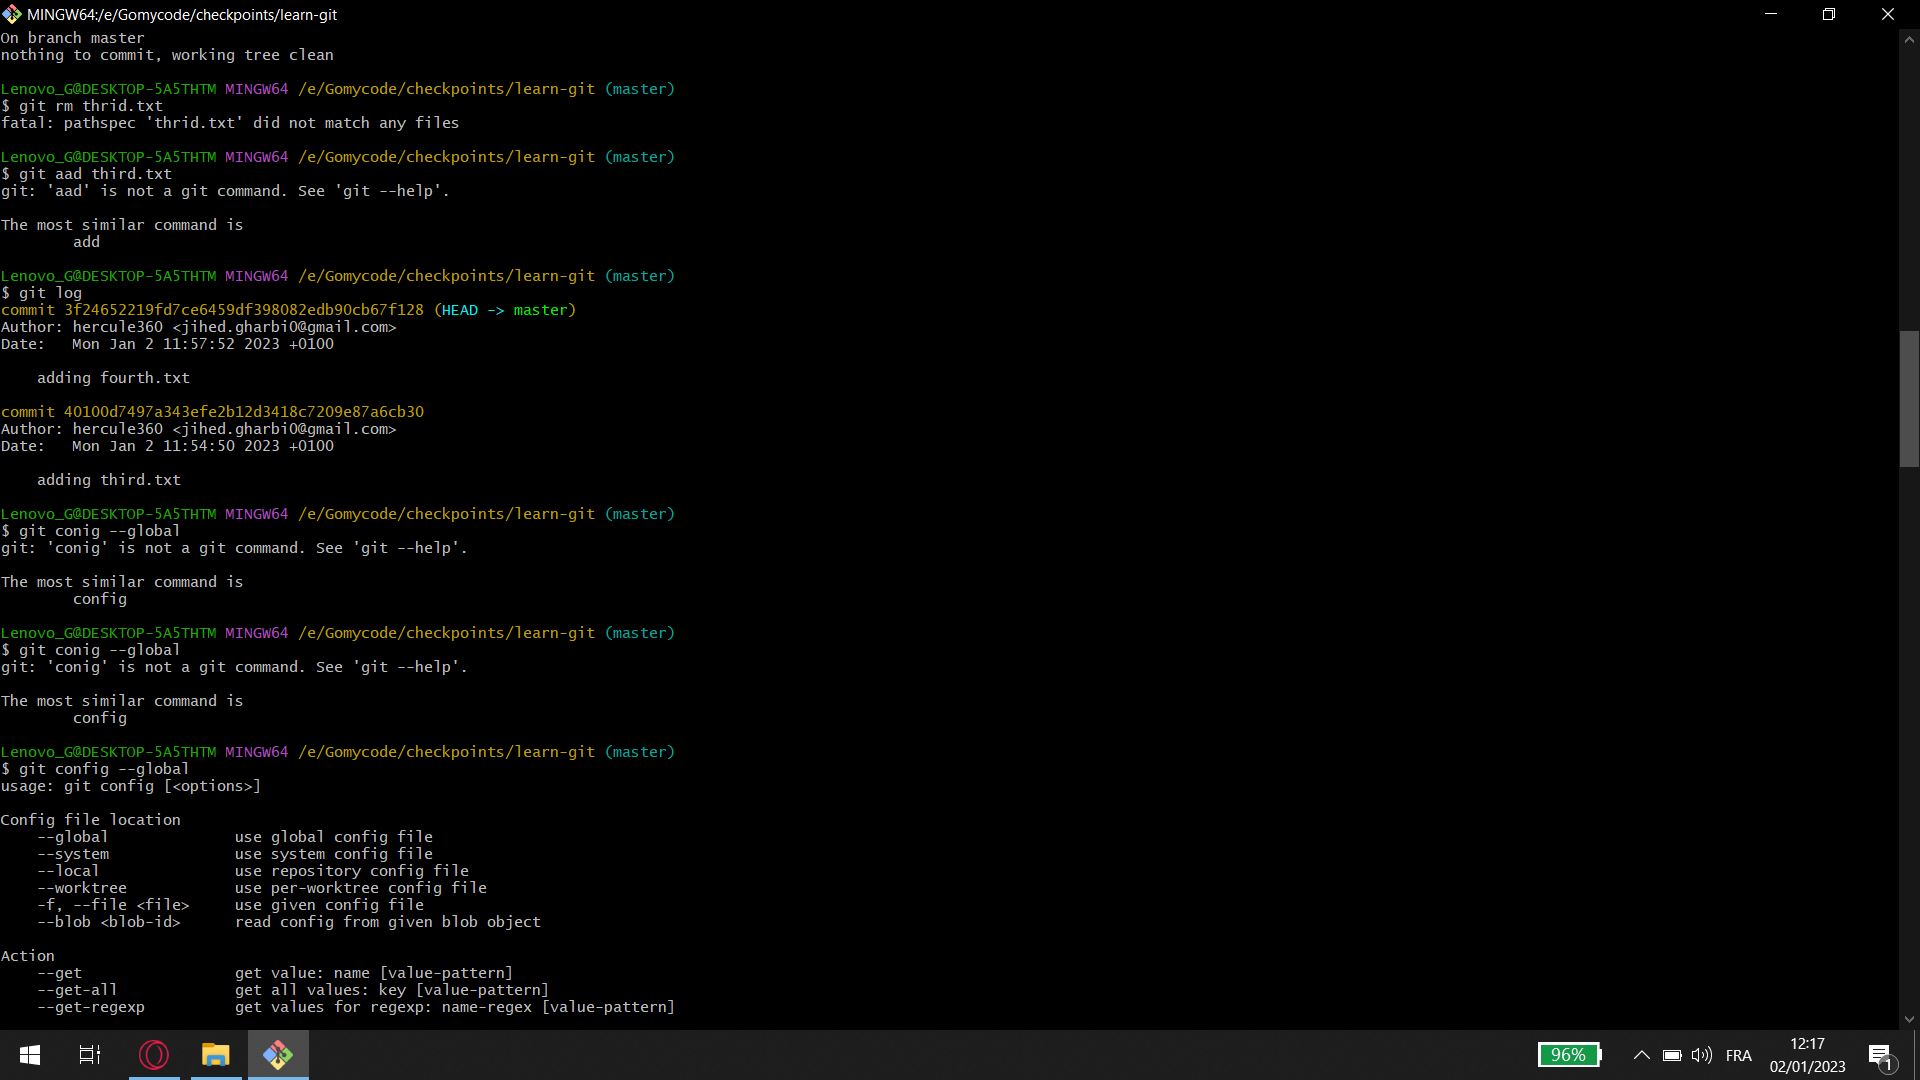 MINGW64:/e/Gomycode/checkpoints/learn-git
On branch master
nothing to commit, working tree clean
Lenovo_G@DESKTOP-5A5THTM MINGW64 /e/Gomycode/checkpoints/learn-git (master)
$ git rm thrid.txt
fatal: pathspec 'thrid.txt' did not match any files
Lenovo_G@DESKTOP-5A5THTM MINGW64 /e/Gomycode/checkpoints/learn-git (master)
$ git aad third.txt
git: 'aad' is not a git command. See 'git --help'.
The most similar command is
add
Lenovo_G@DESKTOP-5A5THTM MINGW64 /e/Gomycode/checkpoints/learn-git (master)
$ git log
commit 3f24652219fd7ce6459df398082edb90cb67f128 (HEAD -> master)
Author: hercule360 <jihed.gharbi0@gmail.com>
Date:   Mon Jan 2 11:57:52 2023 +0100
adding fourth.txt
commit 40100d7497a343efe2b12d3418c7209e87a6cb30
Author: hercule360 <jihed.gharbi0@gmail.com>
Date:   Mon Jan 2 11:54:50 2023 +0100
adding third.txt
Lenovo_G@DESKTOP-5A5THTM MINGW64 /e/Gomycode/checkpoints/learn-git (master)
$ git conig --global
git: 'conig' is not a git command. See 'git --help'.
The most similar command is
config
Lenovo_G@DESKTOP-5A5THTM MINGW64 /e/Gomycode/checkpoints/learn-git (master)
$ git conig --global
git: 'conig' is not a git command. See 'git --help'.
The most similar command is
config
Lenovo_G@DESKTOP-5A5THTM MINGW64 /e/Gomycode/checkpoints/learn-git (master)
$ git config --global
usage: git config [<options>]
Config file location
--global              use global config file
--system              use system config file
--local               use repository config file
--worktree            use per-worktree config file
-f, --file <file>     use given config file
--blob <blob-id>      read config from given blob object
Action
--get                 get value: name [value-pattern]
--get-all             get all values: key [value-pattern]
--get-regexp          get values for regexp: name-regex [value-pattern]
96%
FRA
12:17
02/01/2023
1